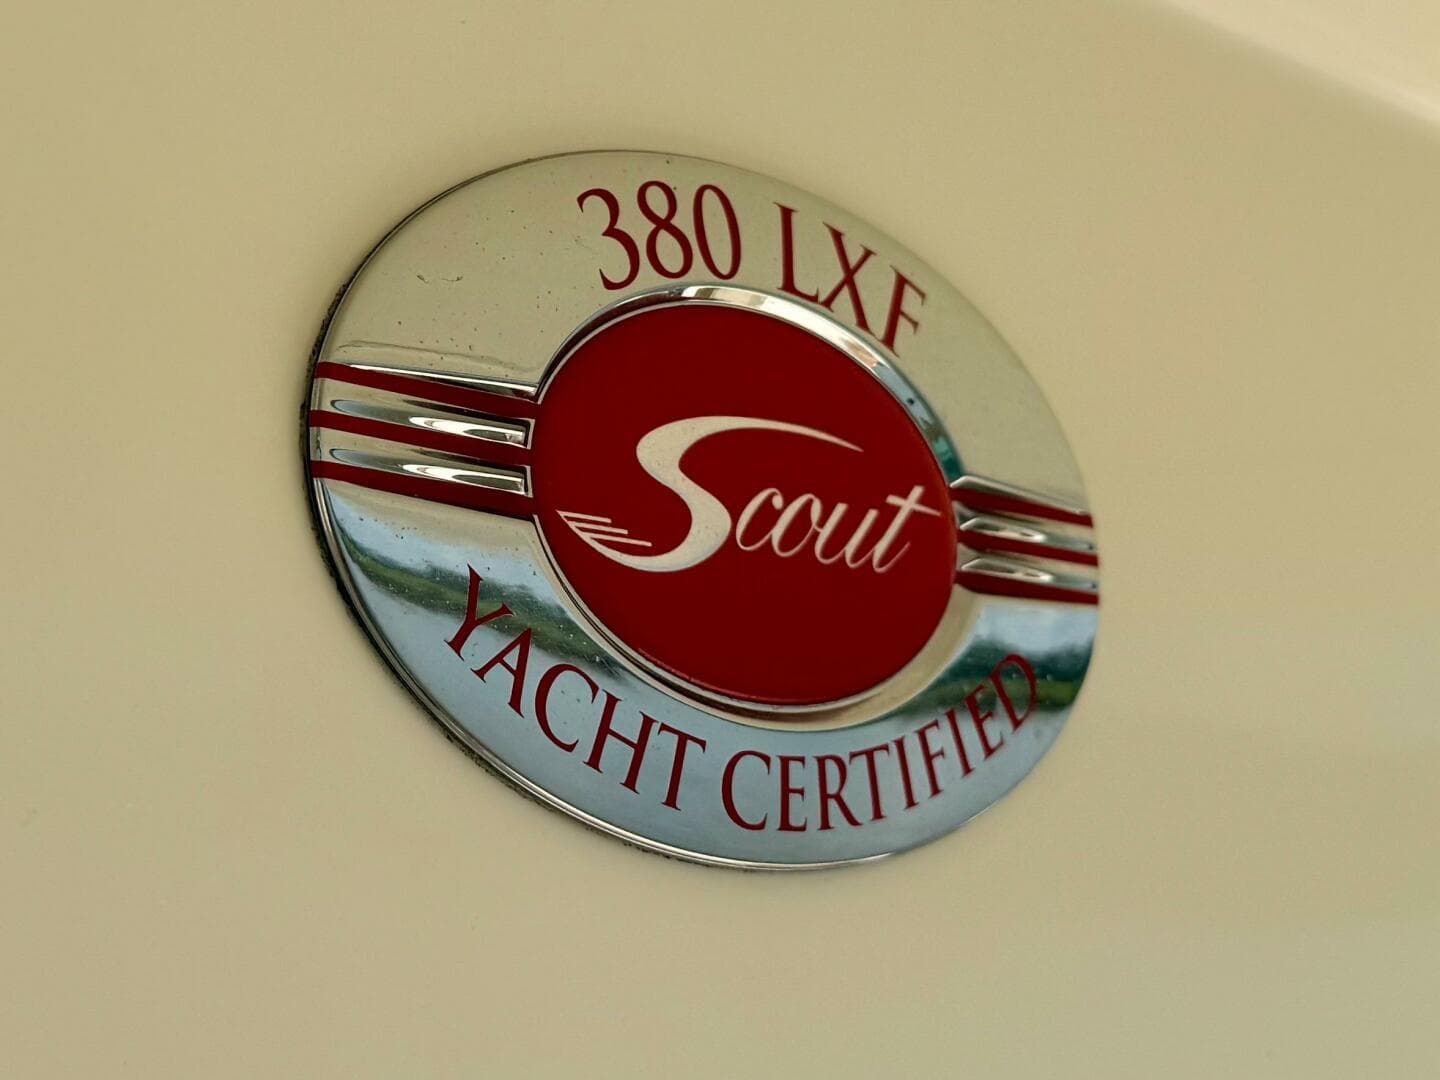 380 LXF
Scout
YACHT CERTIFIED